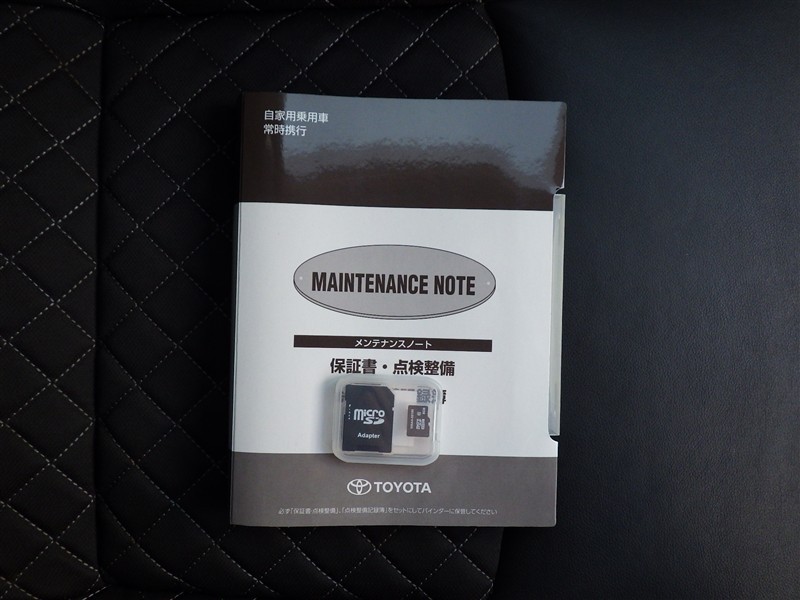 自家用乗用車
常時携行
MAINTENANCE NOTE
メンテナンスノート
保証書・点検整備
録
micro
SD
Adapter
TOYOTA
必ず「保証書・点検整備」、「点検整備記録簿」をセットにしてバインダーに保管してください